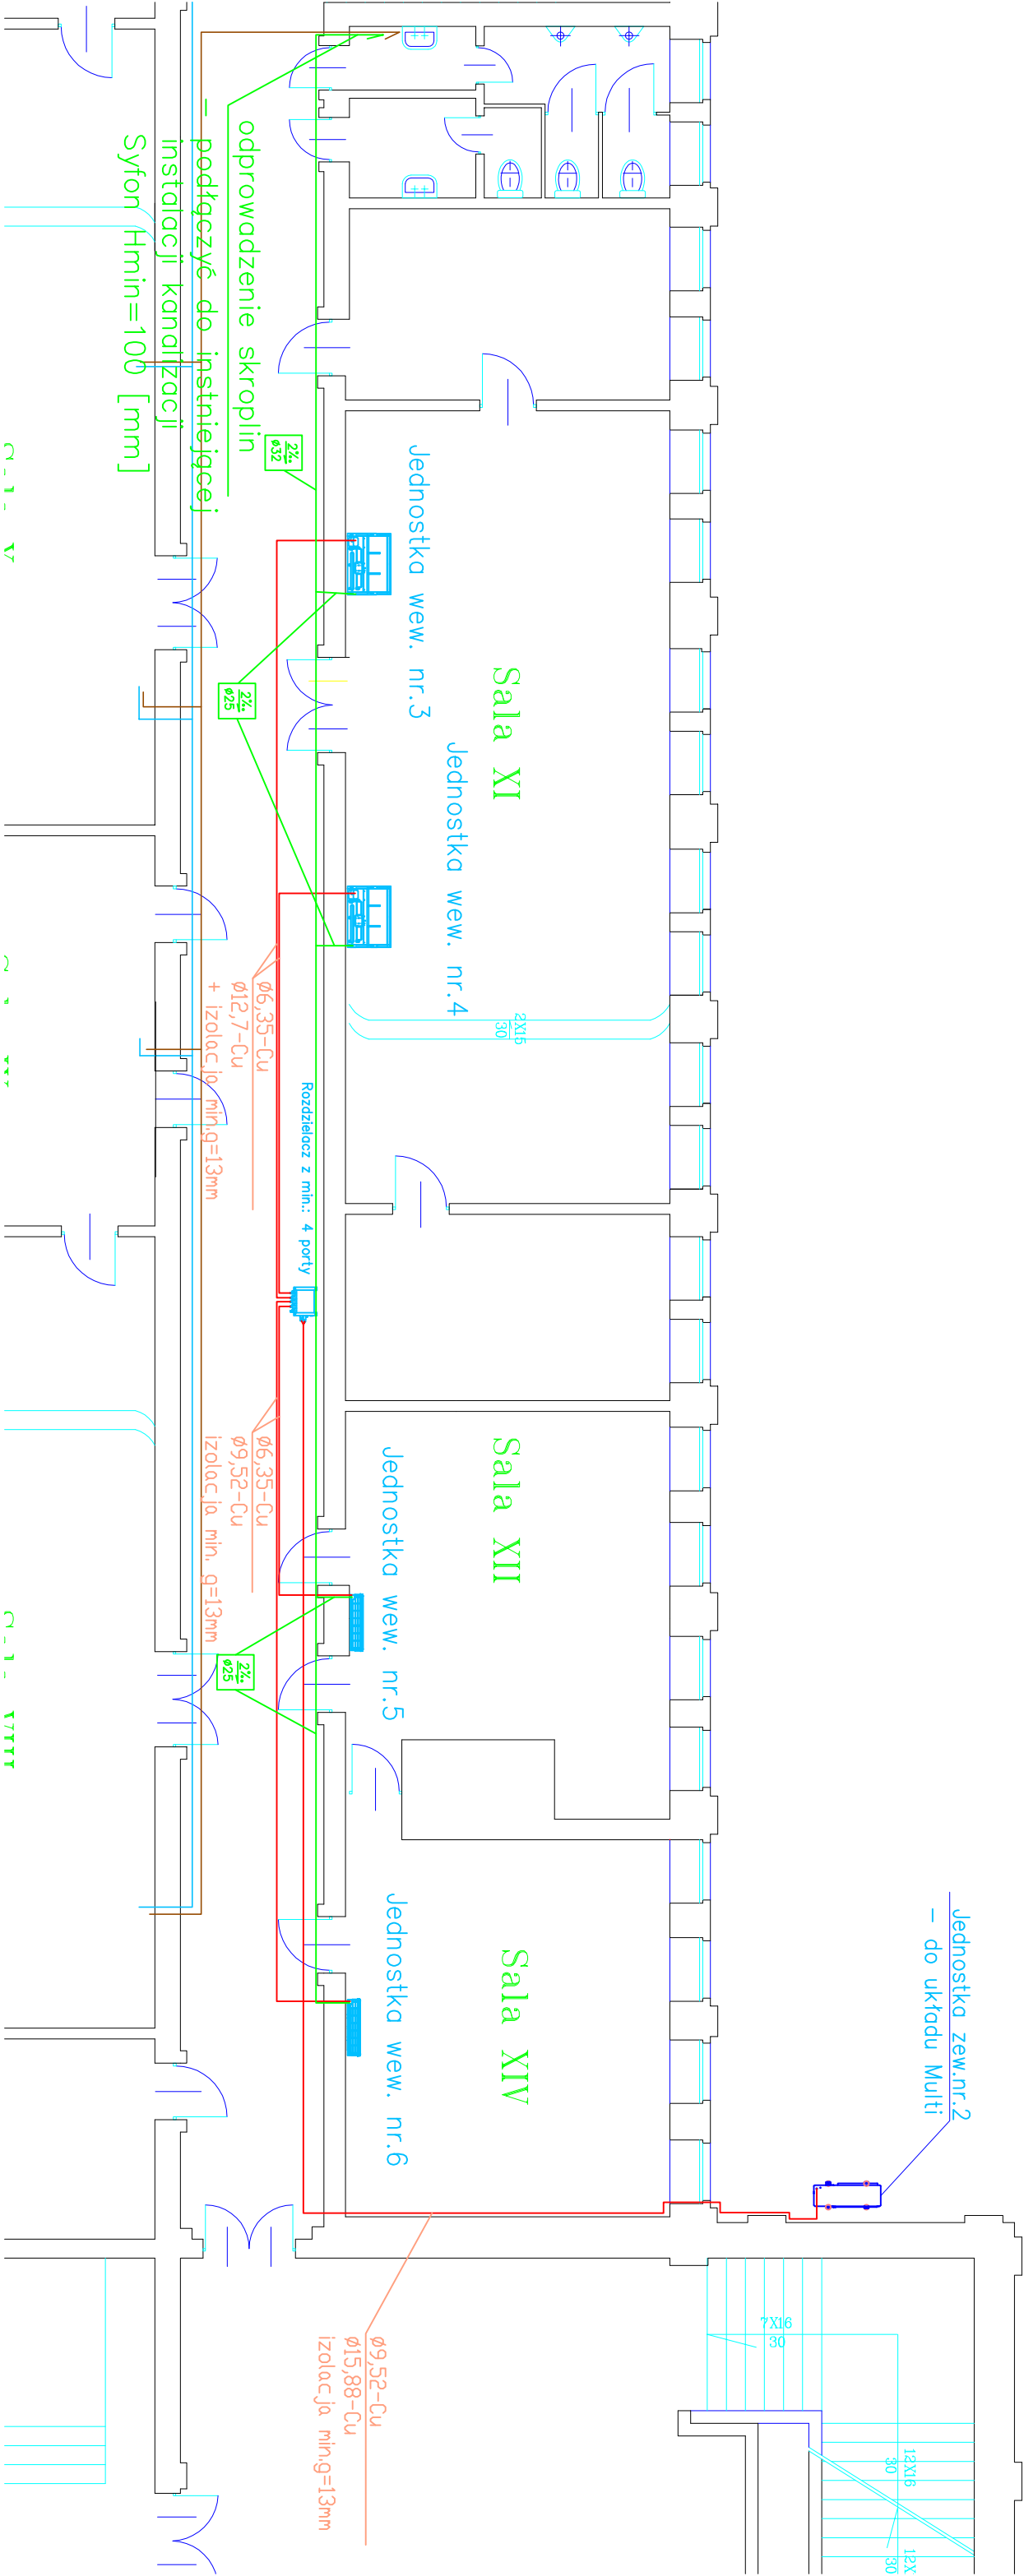 odprowadzenie skroplin
- podłączyć do instniejącej
instalacji kanalizacji
Syfon Hmin=100 [mm]
2%
ø32
Jednostka wew. nr.3
2%
ø25
Sala XI
Jednostka wew. nr.4
2X15
30
ø6,35-Cu
ø12,7-Cu
+ izolacja min.g=13mm
Rozdzielacz z min.: 4 porty
ø6,35-Cu
ø9,52-Cu
izolacja min. g=13mm
Sala XII
Jednostka wew. nr.5
2%
ø25
Sala XIV
Jednostka wew. nr.6
Jednostka zew.nr.2
- do układu Multi
ø9,52-Cu
ø15,88-Cu
izolacja min.g=13mm
7X16
30
12X16
30
12X
30